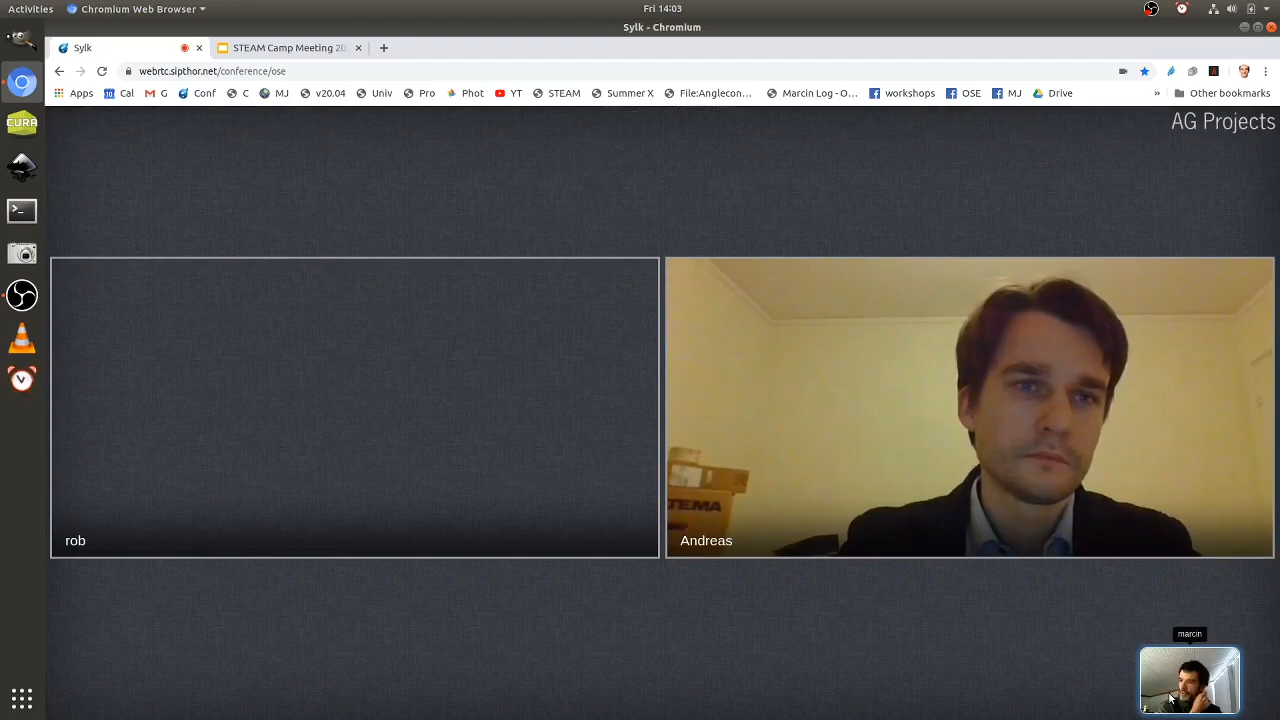 Activities
Chromium Web Browser
Fri 14:03
Sylk - Chromium
Sylk
STEAM Camp Meeting 20
webrtc.sipthor.net/conference/ose
Apps
Cal
G
Conf
C
MJ
v20.04
Univ
Pro
Phot
YT
STEAM
Summer X
File:Anglecon...
Marcin Log - O...
workshops
OSE
MJ
Drive
»
Other bookmarks
AG Projects
CURA
TEMA
rob
Andreas
marcin